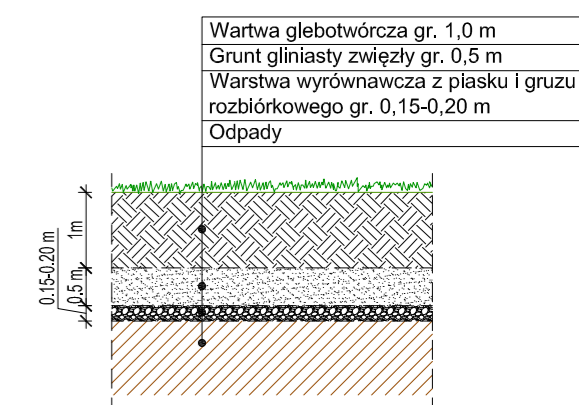 Wartwa glebotwórcza gr. 1,0 m
Grunt gliniasty zwięzły gr. 0,5 m
Warstwa wyrównawcza z piasku i gruzu
rozbiórkowego gr. 0,15-0,20 m
Odpady
1m
0.5 m
0.15-0.20 m